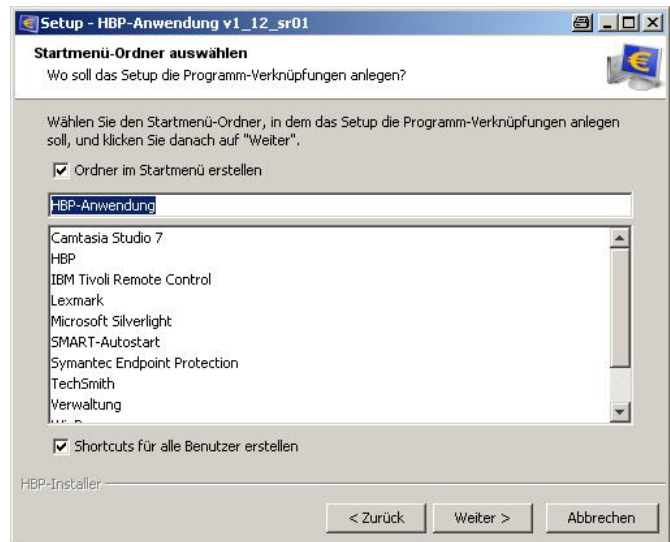 Setup - HBP-Anwendung v1_12_sr01
Startmenü-Ordner auswählen
Wo soll das Setup die Programm-Verknüpfungen anlegen?
€
Wählen Sie den Startmenü-Ordner, in dem das Setup die Programm-Verknüpfungen anlegen
soll, und klicken Sie danach auf "Weiter".
Ordner im Startmenü erstellen
HBP-Anwendung
Camtasia Studio 7
HBP
IBM Tivoli Remote Control
Lexmark
Microsoft Silverlight
SMART-Autostart
Symantec Endpoint Protection
TechSmith
Verwaltung
Shortcuts für alle Benutzer erstellen
HBP-Installer
< Zurück
Weiter >
Abbrechen